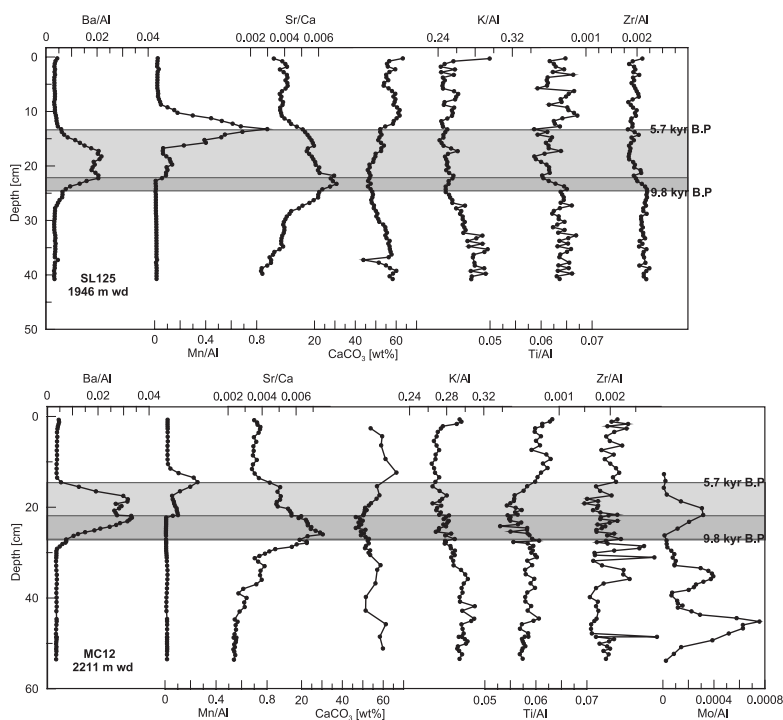 Ba/Al Sr/Ca K/Al Zr/Al
0 0.02 0.04 0.002 0.004 0.006 0.24 0.32 0.001 0.002
0
10
20
30
40
50
Depth [cm]
5.7 kyr B.P
9.8 kyr B.P
SL125
1946 m wd
0 0.4 0.8 20 40 60 0.05 0.06 0.07
Mn/Al CaCO3 [wt%] Ti/Al
Ba/Al Sr/Ca K/Al Zr/Al
0 0.02 0.04 0.002 0.004 0.006 0.24 0.28 0.32 0.001 0.002
0
10
20
30
40
60
Depth [cm]
5.7 kyr B.P
9.8 kyr B.P
MC12
2211 m wd
0 0.4 0.8 20 40 60 0.05 0.06 0.07 0 0.0004 0.0008
Mn/Al CaCO3 [wt%] Ti/Al Mo/Al